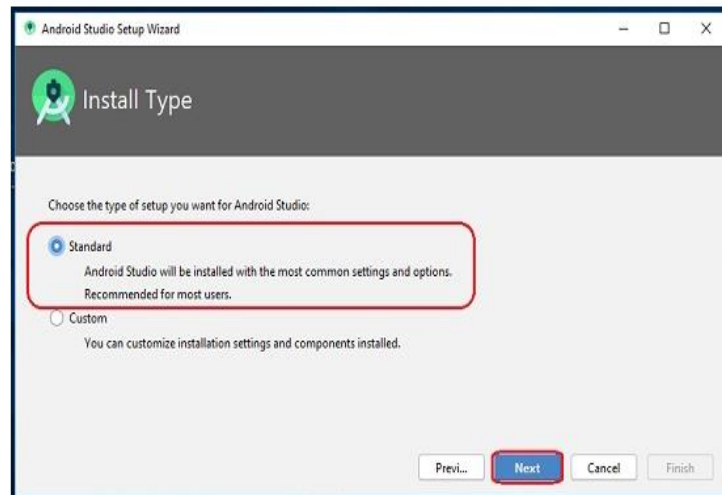 Android Studio Setup Wizard
Install Type
Choose the type of setup you want for Android Studio:
Standard
Android Studio will be installed with the most common settings and options.
Recommended for most users.
Custom
You can customize installation settings and components installed.
Previ... Next Cancel Finish